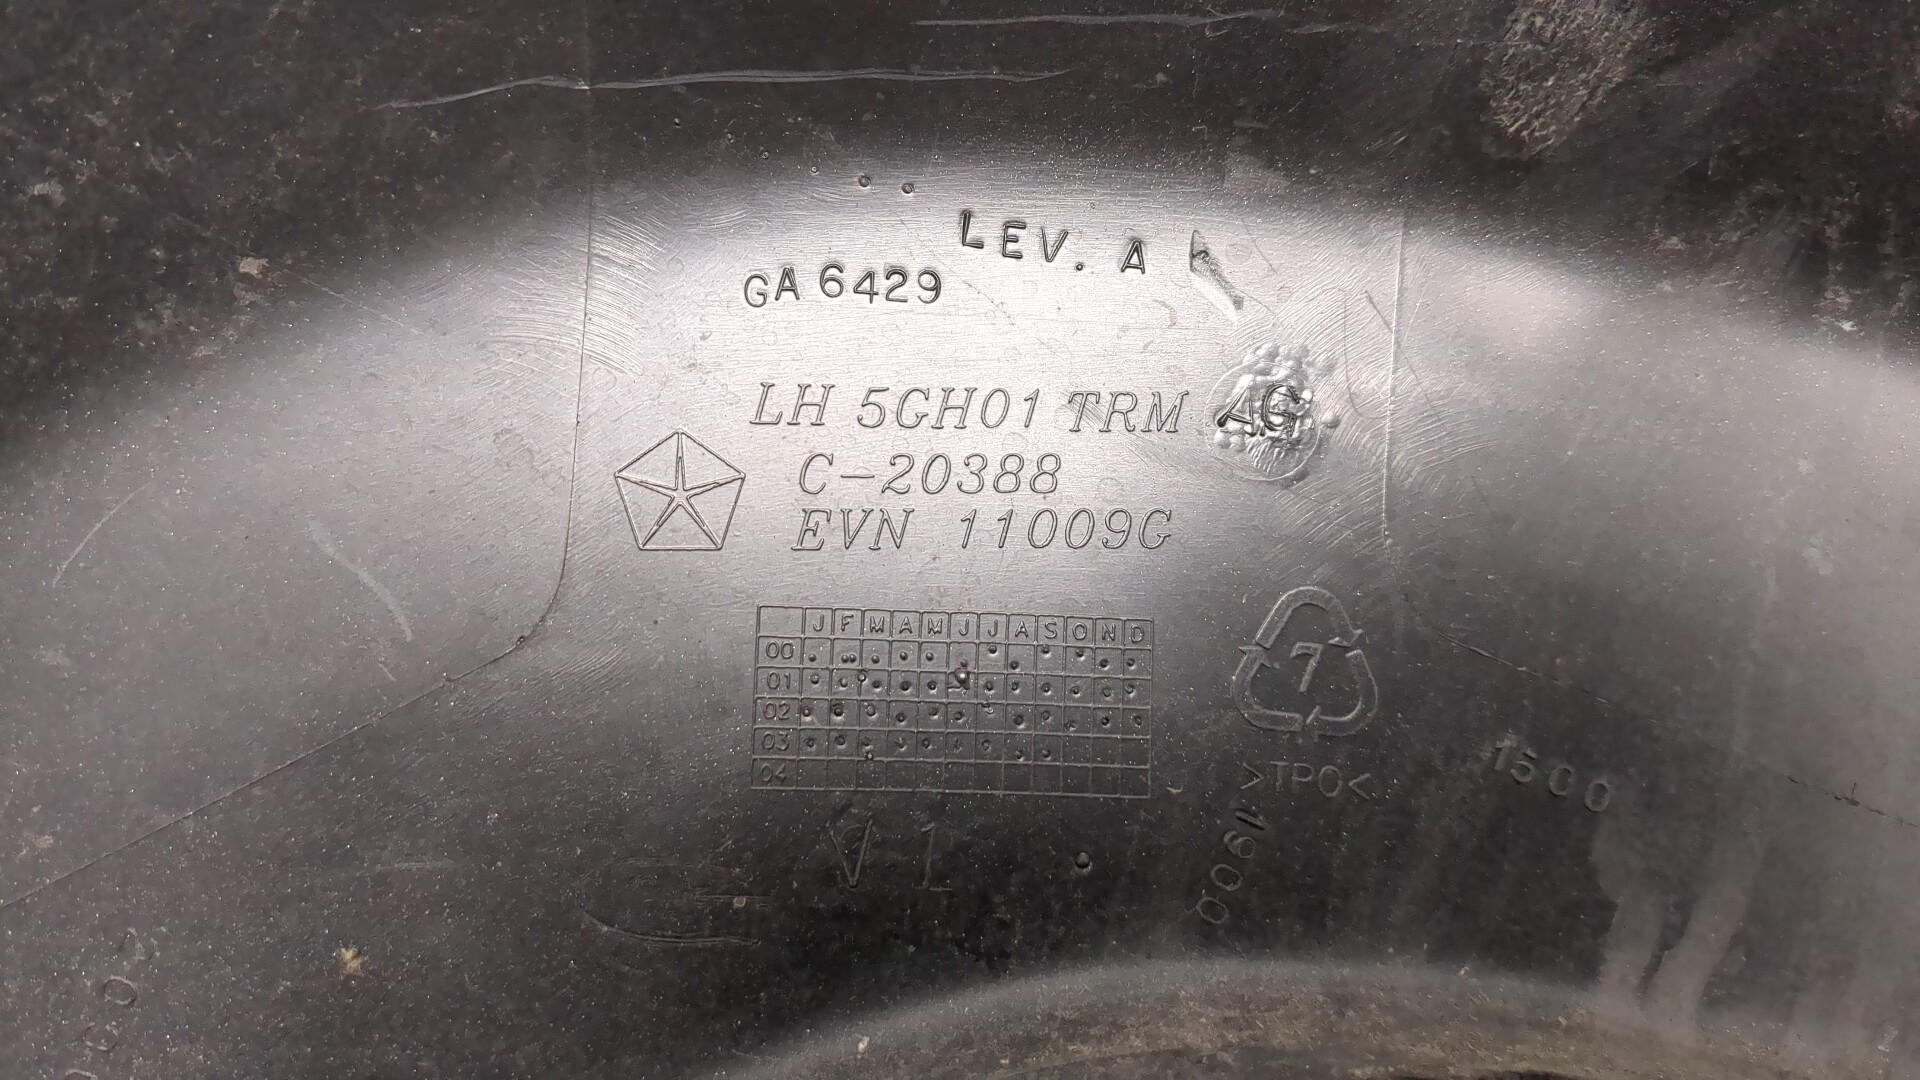 LEV. A
GA 6429
LH 5GH01 TRM AG
C-20388
EVN 11009G
J F M A M J J A S O N D
00
01
02
03
04
7
>TPO<
1500
1900
V 1